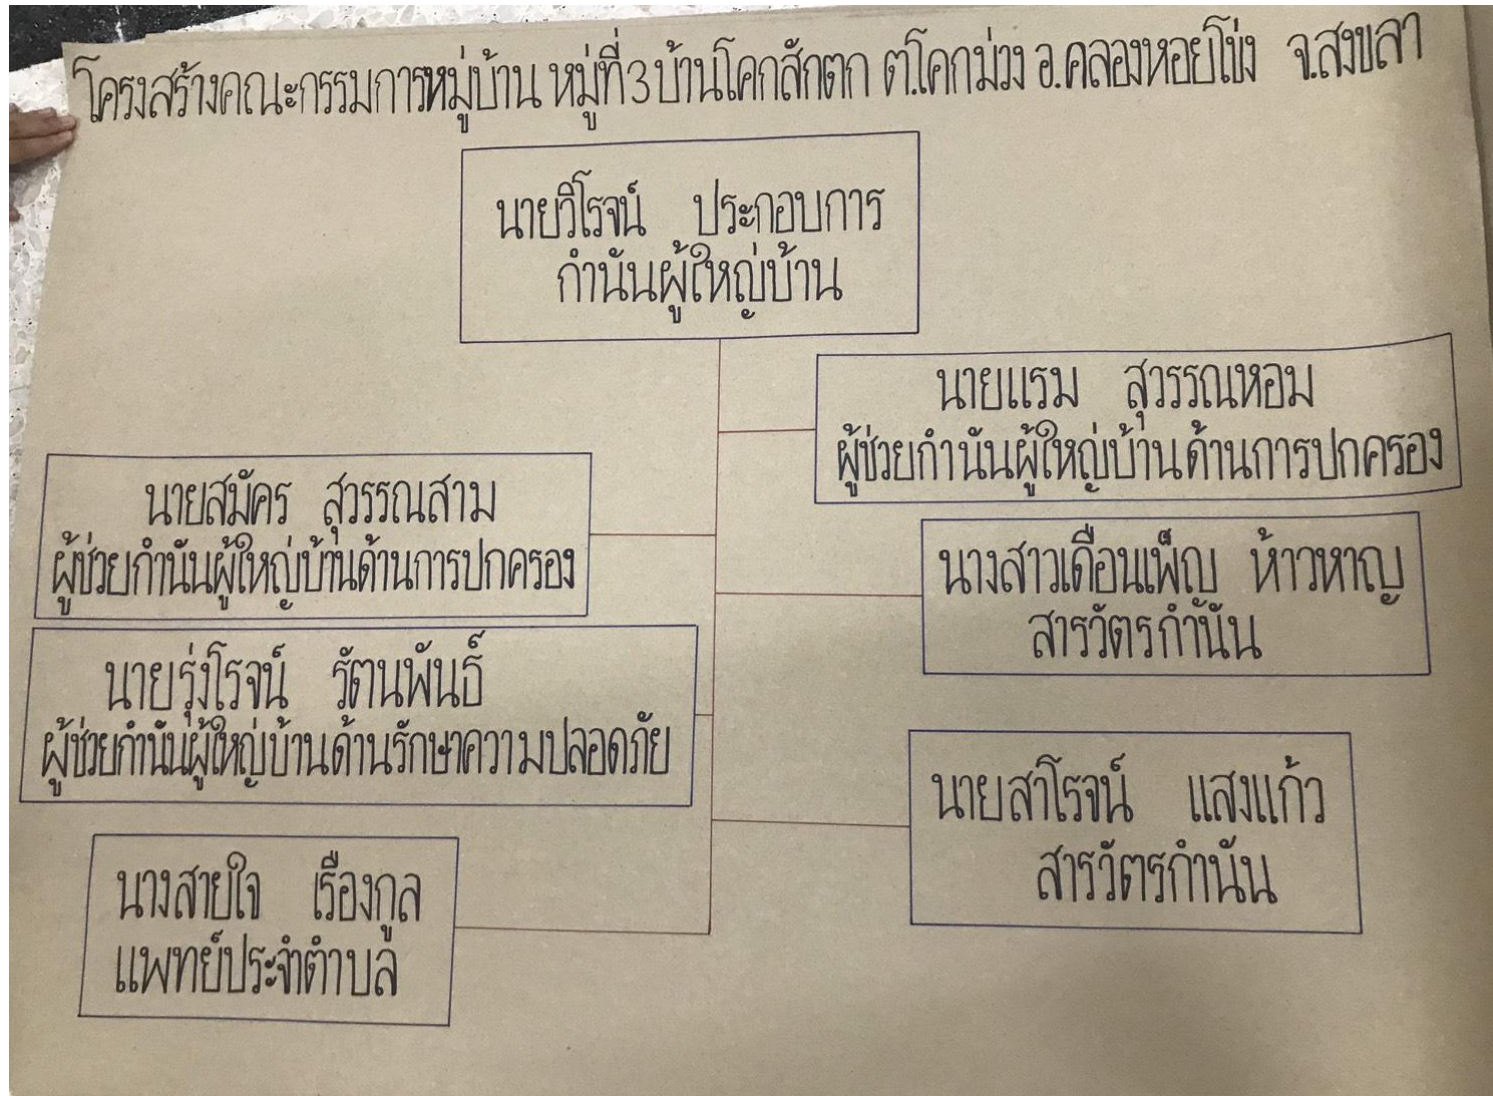 โครงสร้างคณะกรรมการหมู่บ้าน หมู่ที่ 3 บ้านโคกสักตก ต.โคกม่วง อ.คลองหอยโข่ง จ.สงขลา
นายวิโรจน์ ประกอบการ
กำนันผู้ใหญ่บ้าน
นายแรม สุวรรณหอม
ผู้ช่วยกำนันผู้ใหญ่บ้านด้านการปกครอง
นายสมัคร สุวรรณสาม
ผู้ช่วยกำนันผู้ใหญ่บ้านด้านการปกครอง
นางสาวเดือนเพ็ญ ห้าวหาญ
สารวัตรกำนัน
นายรุ่งโรจน์ รัตนพันธ์
ผู้ช่วยกำนันผู้ใหญ่บ้านด้านรักษาความปลอดภัย
นายสาโรจน์ แสงแก้ว
สารวัตรกำนัน
นางสายใจ เรืองกูล
แพทย์ประจำตำบล